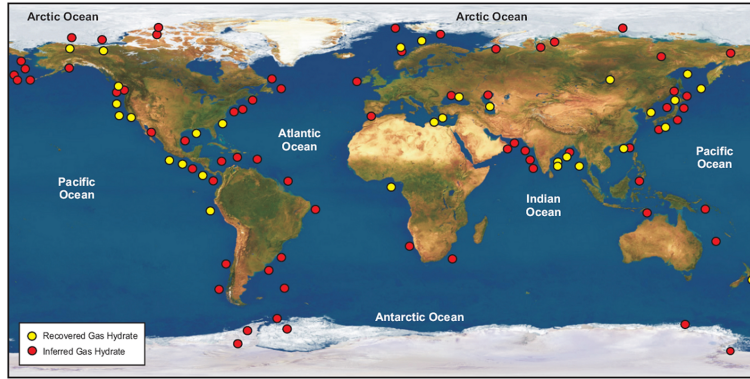 Arctic Ocean
Arctic Ocean
Atlantic
Ocean
Pacific
Ocean
Pacific
Ocean
Indian
Ocean
Antarctic Ocean
Recovered Gas Hydrate
Inferred Gas Hydrate